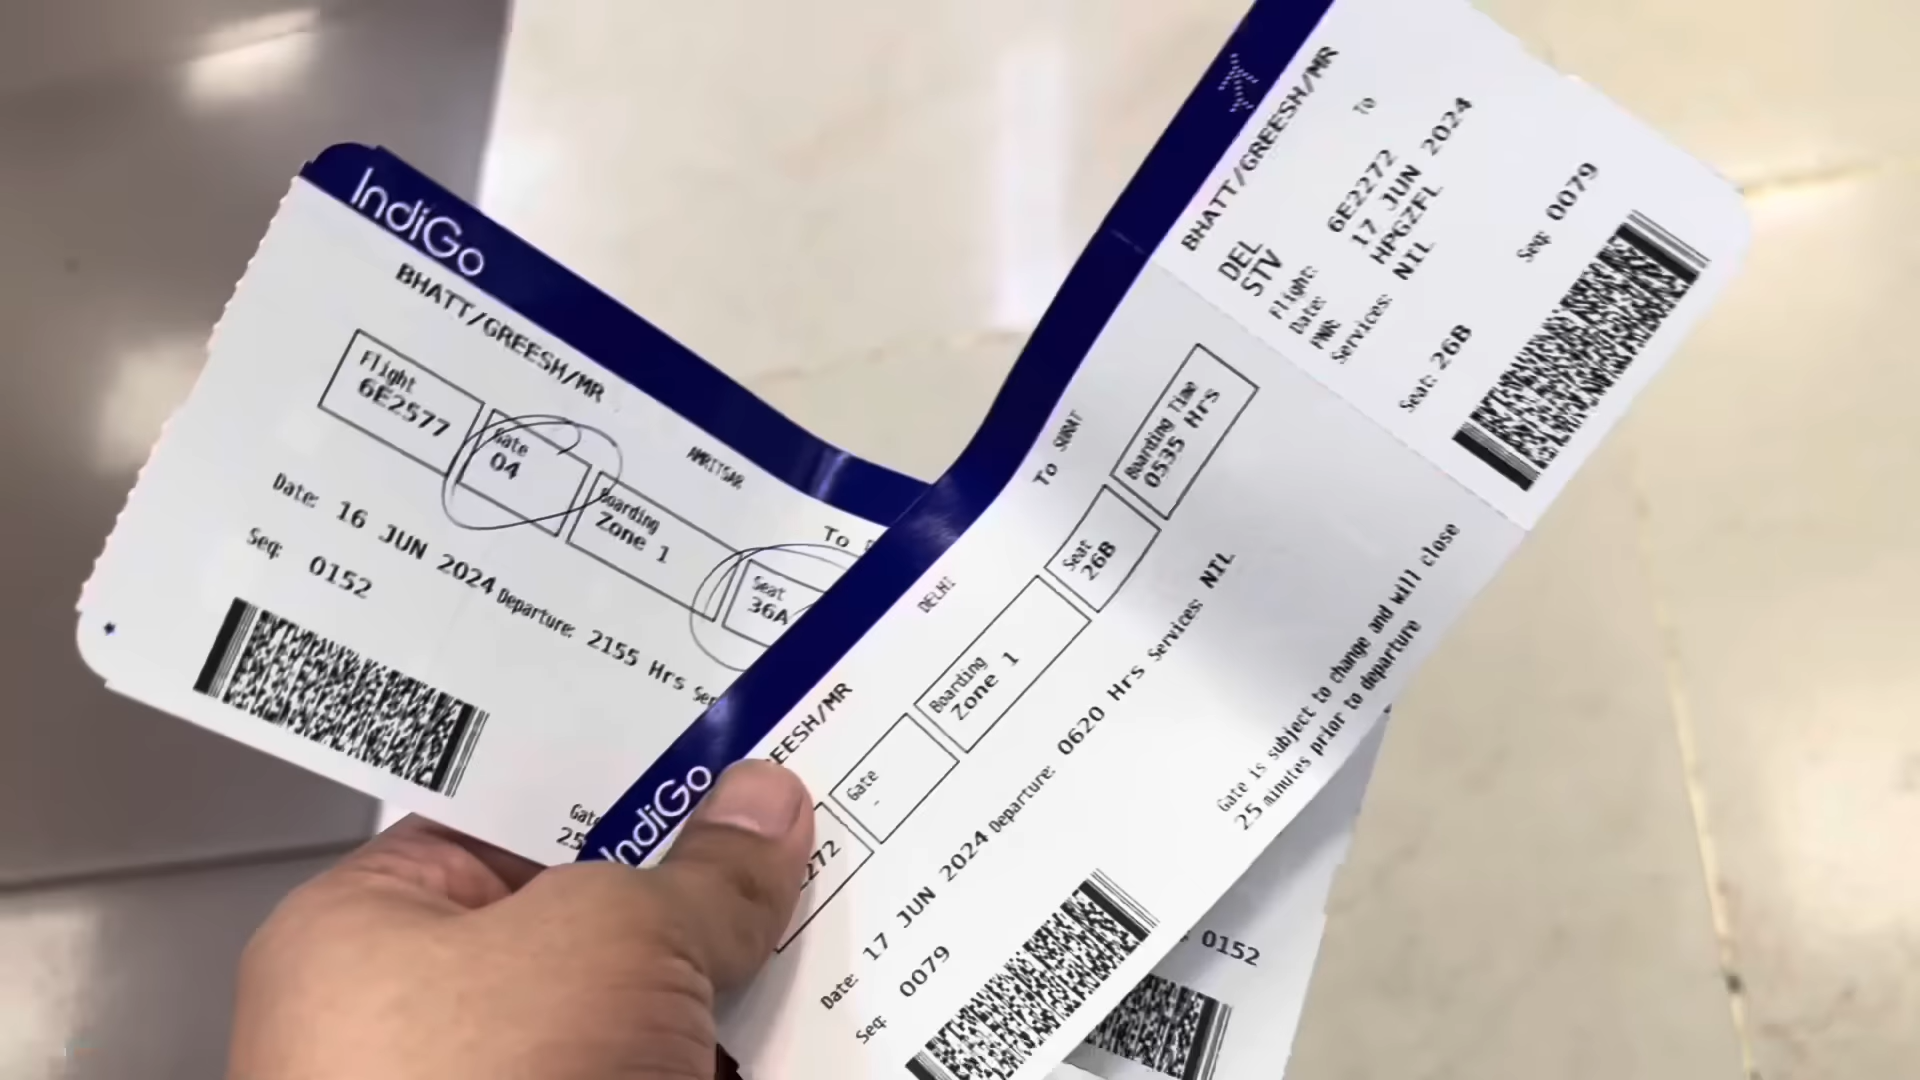 IndiGo
BHATT/GREESH/MR
Flight
6E2577
Gate
04
Boarding
Zone 1
Seat
36A
AMRITSAR
To
Date: 16 JUN 2024 Departure: 2155 Hrs
Seq: 0152
25
IndiGo
EESH/MR
272
Gate
-
Boarding
Zone 1
Seat
26B
Boarding Time
0535 Hrs
DELHI
To SURAT
Date: 17 JUN 2024 Departure: 0620 Hrs Services: NIL
Seq: 0079
Gate is subject to change and will close
25 minutes prior to departure
BHATT/GREESH/MR
DEL To
STV
Flight: 6E2272
Date: 17 JUN 2024
PNR: HPGZFL
Services: NIL
Seat: 26B Seq: 0079
0152